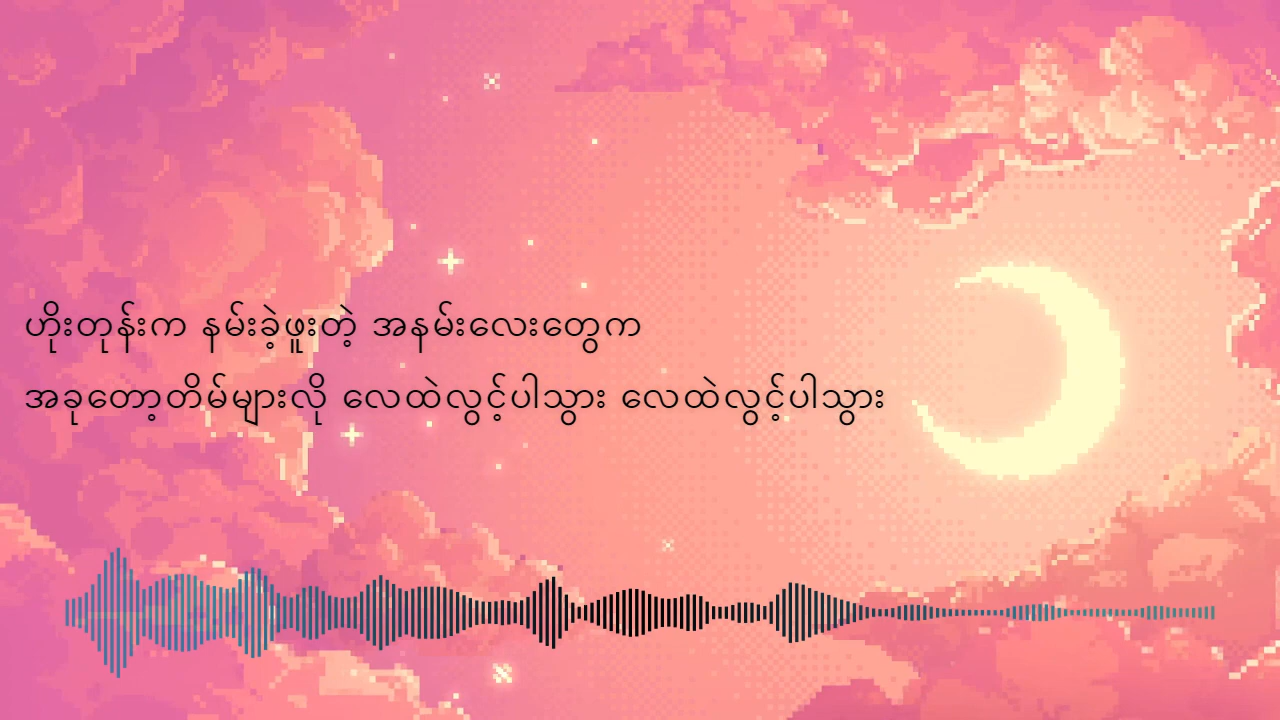 ဟိုးတုန်းက နမ်းခဲ့ဖူးတဲ့ အနမ်းလေးတွေက
အခုတော့တိမ်များလို လေထဲလွင့်ပါသွား လေထဲလွင့်ပါသွား